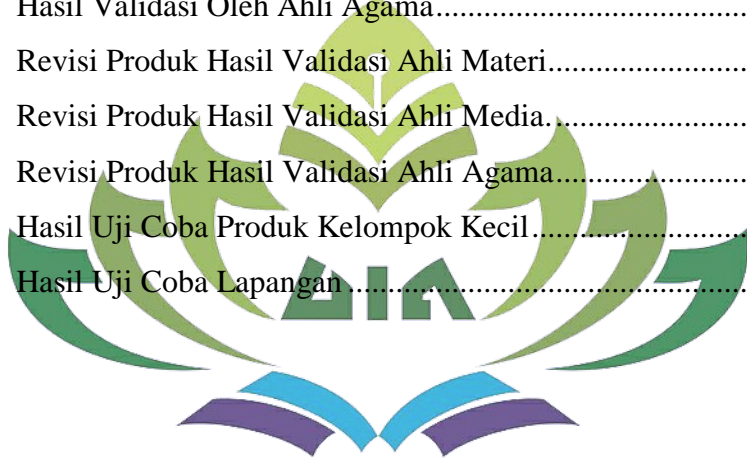 Hasil Validasi Oleh Ahli Agama.......................................
Revisi Produk Hasil Validasi Ahli Materi.........................
Revisi Produk Hasil Validasi Ahli Media.........................
Revisi Produk Hasil Validasi Ahli Agama........................
Hasil Uji Coba Produk Kelompok Kecil...........................
Hasil Uji Coba Lapangan..................................................